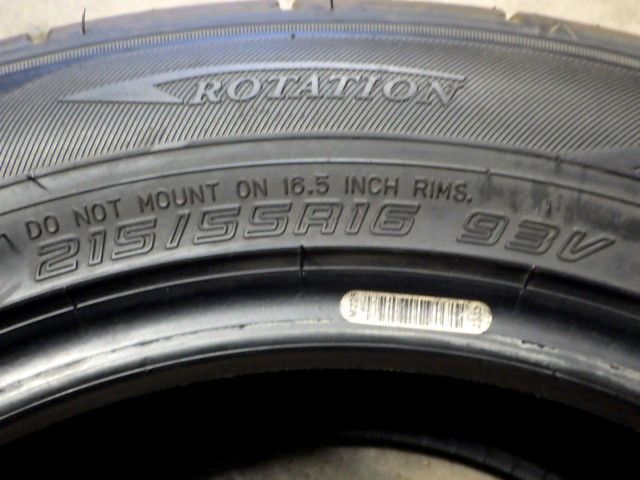 ROTATION
DO NOT MOUNT ON 16.5 INCH RIMS.
215/55R16 93V